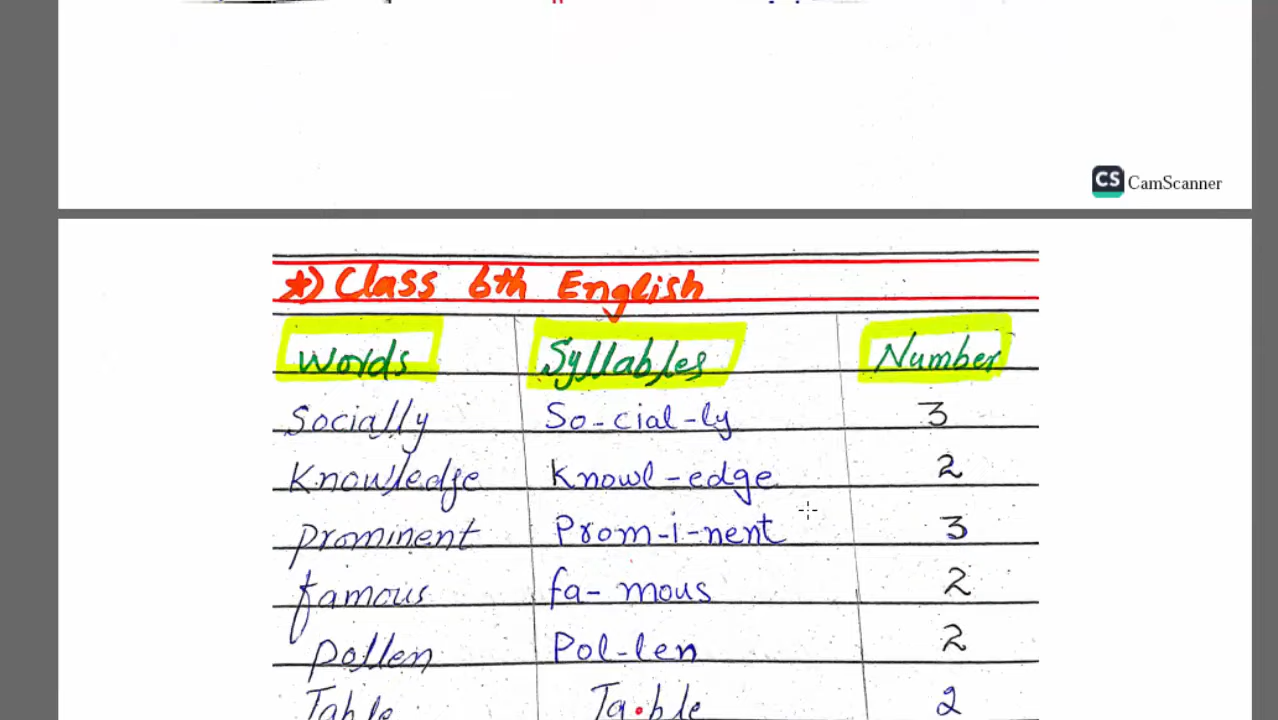 CS CamScanner
*) Class 6th English
Words Syllables Number
Socially So-cial-ly 3
Knowledge Knowl-edge 2
Prominent Prom-i-nent 3
famous fa-mous 2
Pollen Pol-len 2
Table Ta.ble 2